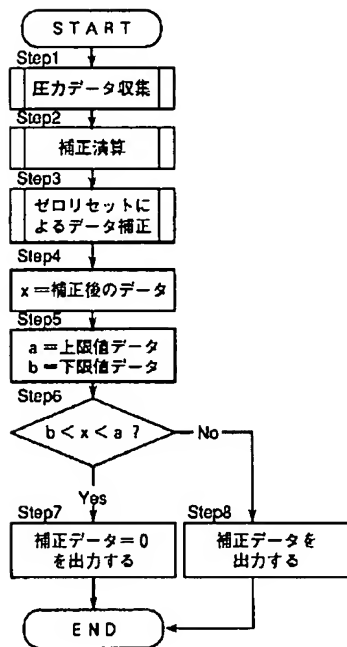 START
Step1
圧力データ収集
Step2
補正演算
Step3
ゼロリセットに
よるデータ補正
Step4
x=補正後のデータ
Step5
a=上限値データ
b=下限値データ
Step6
b<x<a?
No
Yes
Step7
補正データ=0
を出力する
Step8
補正データを
出力する
END